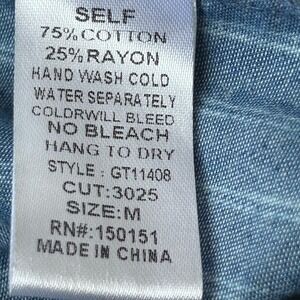 SELF
75% COTTON
25% RAYON
HAND WASH COLD
WATER SEPARATELY
COLORWILL BLEED
NO BLEACH
HANG TO DRY
STYLE : GT11408
CUT:3025
SIZE:M
RN#:150151
MADE IN CHINA